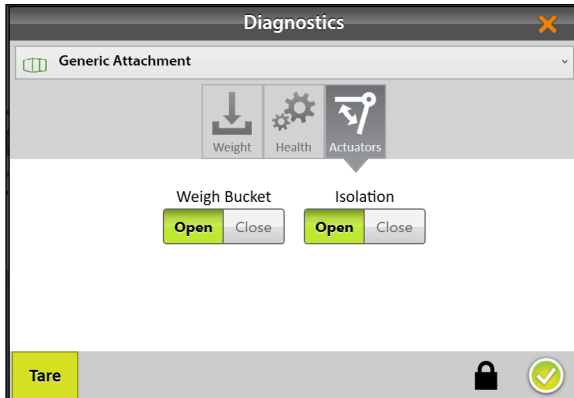 Diagnostics
Generic Attachment
Weight Health Actuators
Weigh Bucket Isolation
Open Close Open Close
Tare